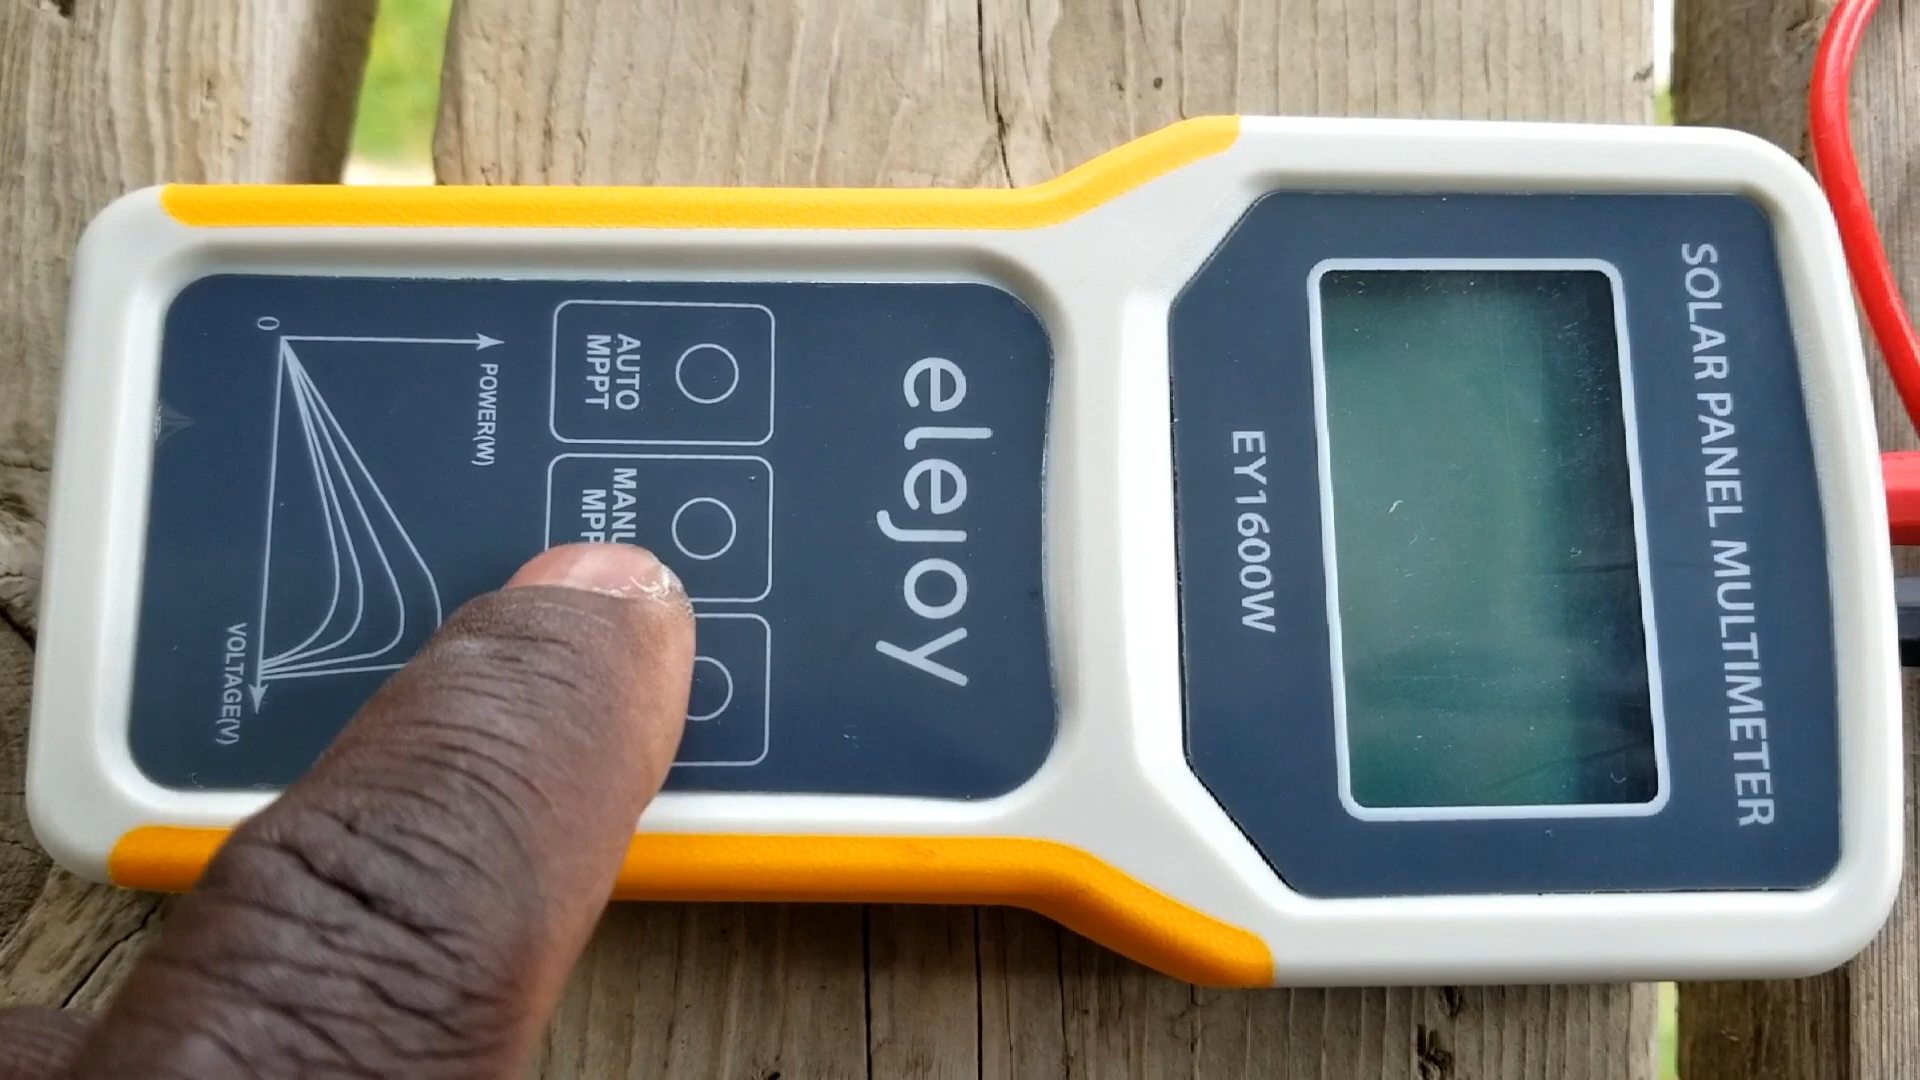 SOLAR PANEL MULTIMETER
EY1600W
elejoy
AUTO
MPPT
POWER(W)
0
VOLTAGE(V)